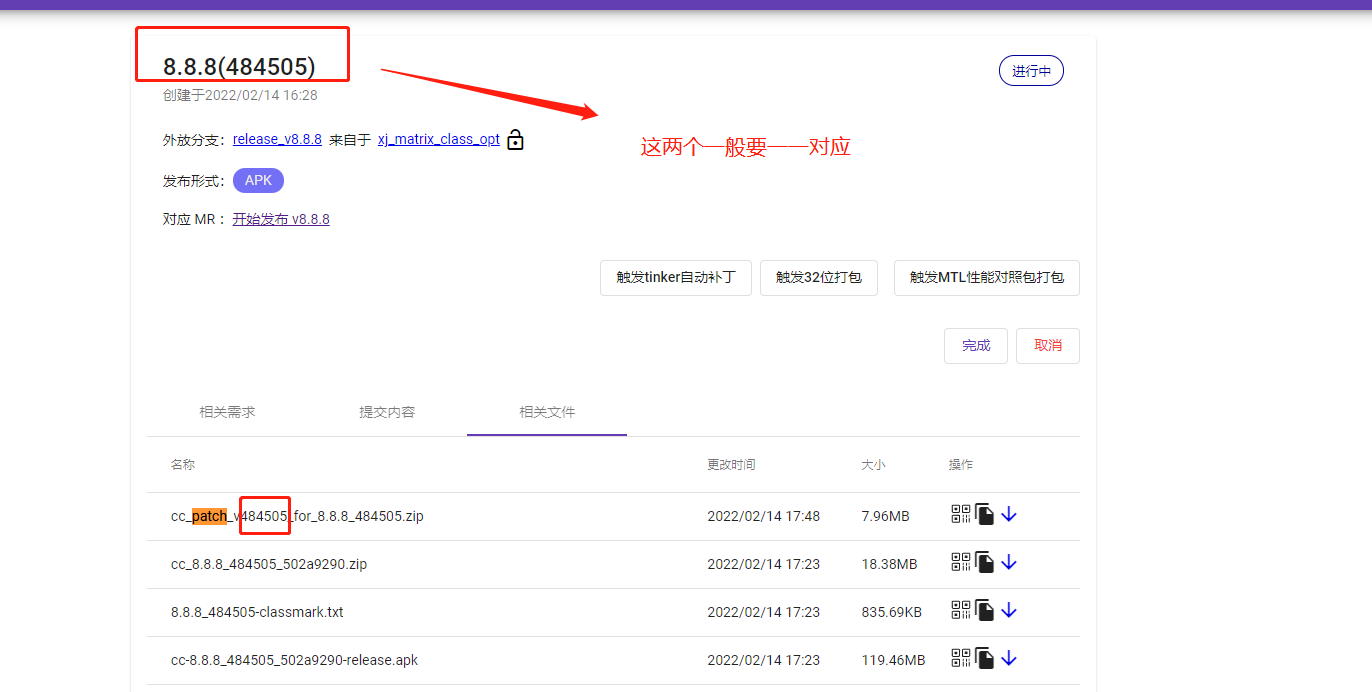 8.8.8(484505)
进行中
创建于2022/02/14 16:28
外放分支: release_v8.8.8 来自于 xj_matrix_class_opt
这两个一般要一一对应
发布形式: APK
对应 MR： 开始发布 v8.8.8
触发tinker自动补丁 触发32位打包 触发MTL性能对照包打包
完成 取消
相关需求 提交内容 相关文件
名称 更改时间 大小 操作
cc_patch_v484505_for_8.8.8_484505.zip 2022/02/14 17:48 7.96MB
cc_8.8.8_484505_502a9290.zip 2022/02/14 17:23 18.38MB
8.8.8_484505-classmark.txt 2022/02/14 17:23 835.69KB
cc-8.8.8_484505_502a9290-release.apk 2022/02/14 17:23 119.46MB